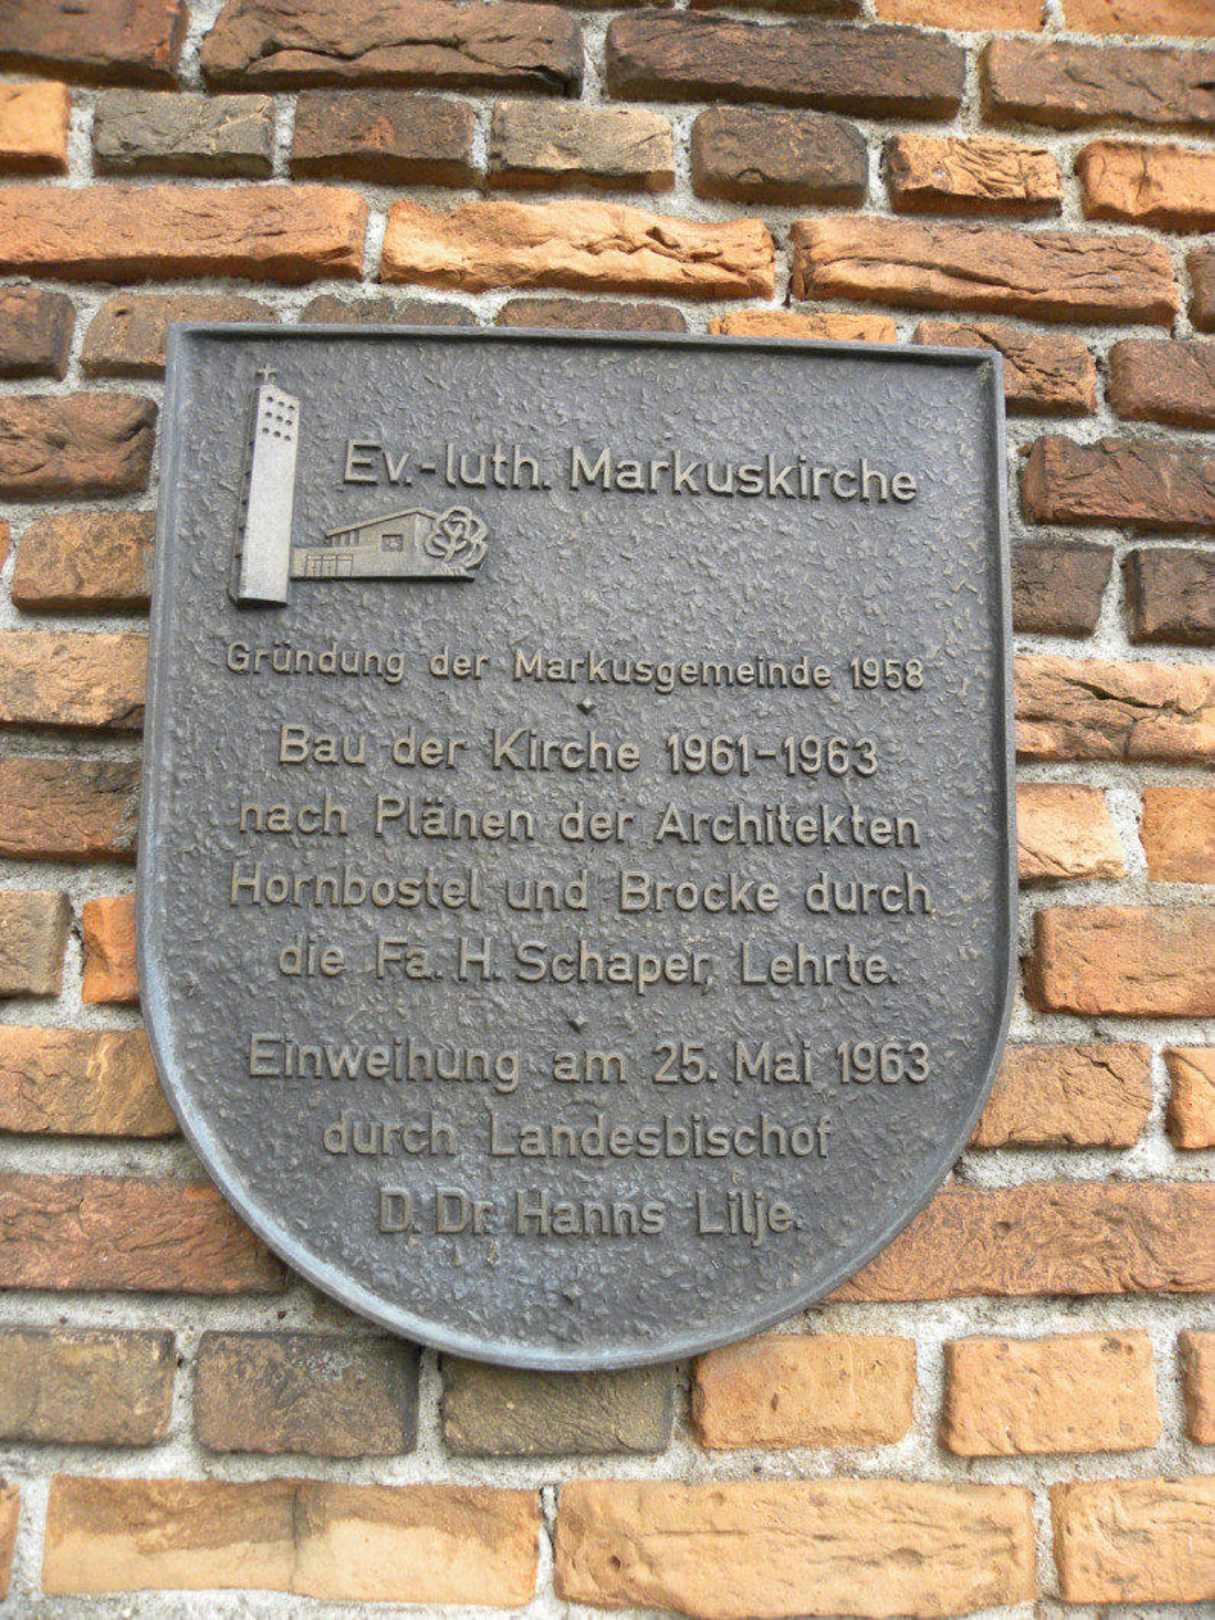 Ev.-luth. Markuskirche
Gründung der Markusgemeinde 1958
Bau der Kirche 1961-1963
nach Plänen der Architekten
Hornbostel und Brocke durch
die Fa. H. Schaper, Lehrte.
Einweihung am 25. Mai 1963
durch Landesbischof
D. Dr. Hanns Lilje.